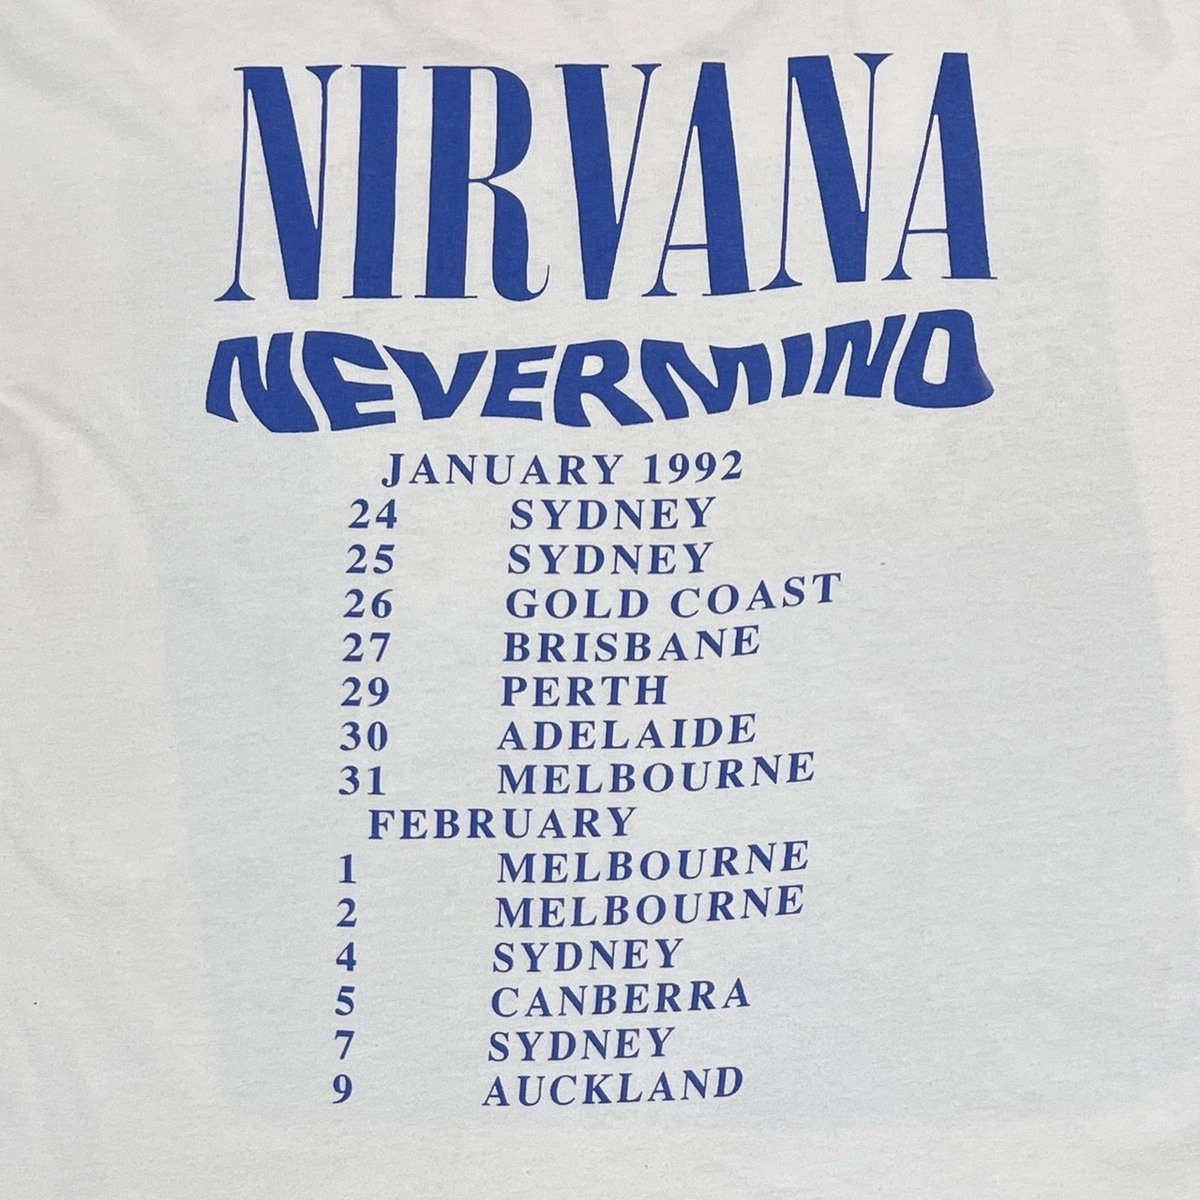 NIRVANA
NEVERMIND
JANUARY 1992
24 SYDNEY
25 SYDNEY
26 GOLD COAST
27 BRISBANE
29 PERTH
30 ADELAIDE
31 MELBOURNE
FEBRUARY
1 MELBOURNE
2 MELBOURNE
4 SYDNEY
5 CANBERRA
7 SYDNEY
9 AUCKLAND